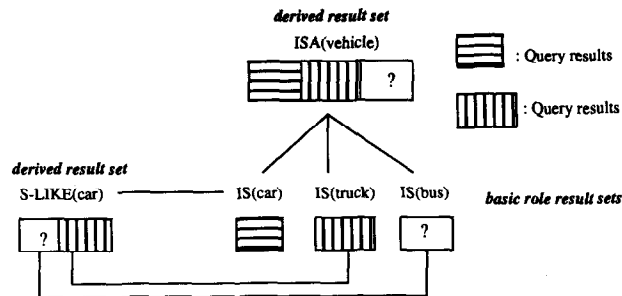 derived result set
ISA(vehicle)
?
: Query results
: Query results
derived result set
S-LIKE(car)
IS(car)
IS(truck)
IS(bus)
basic role result sets
?
?